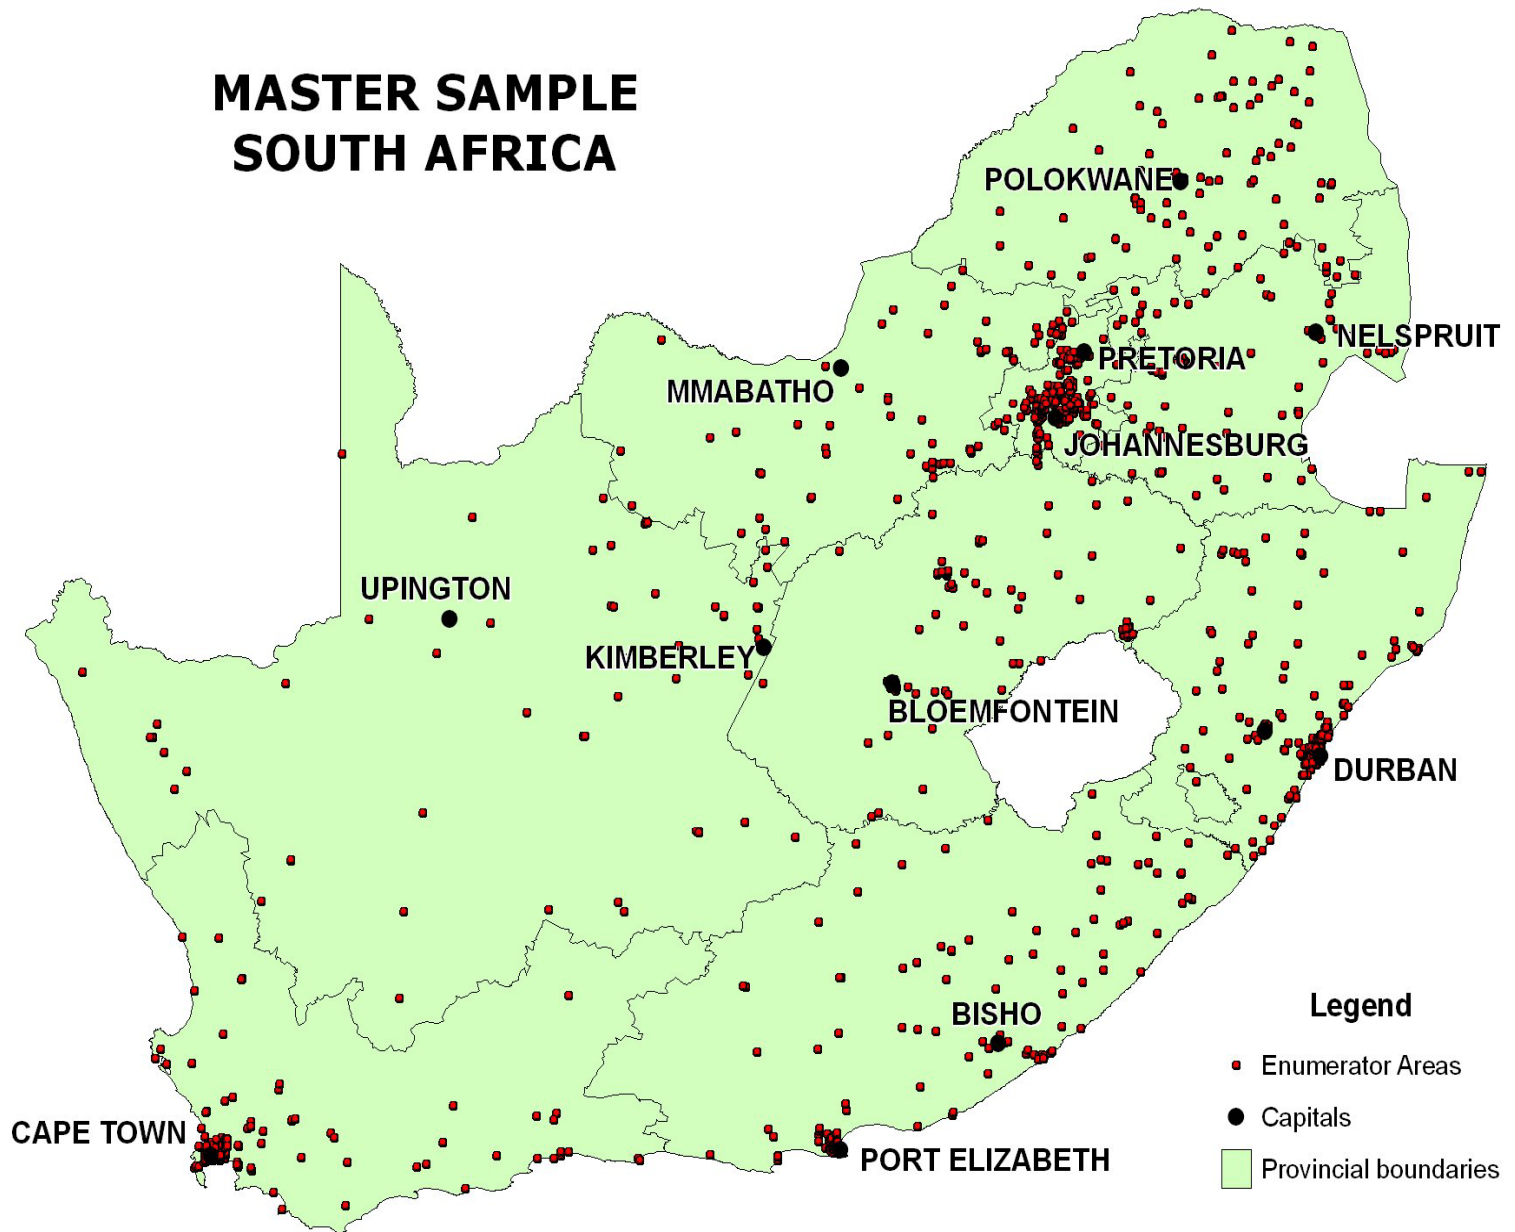 MASTER SAMPLE
SOUTH AFRICA
POLOKWANE
NELSPRUIT
PRETORIA
MMABATHO
JOHANNESBURG
UPINGTON
KIMBERLEY
BLOEMFONTEIN
DURBAN
BISHO
CAPE TOWN
PORT ELIZABETH
Legend
Enumerator Areas
Capitals
Provincial boundaries